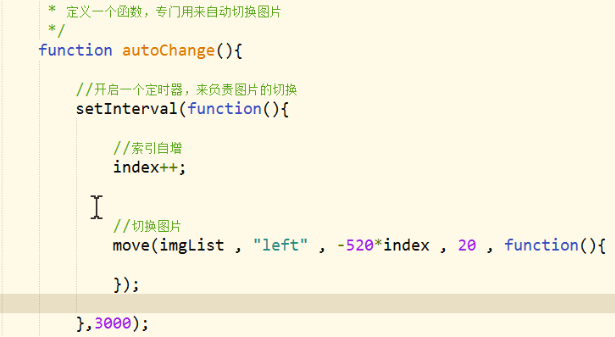 * 定义一个函数，专门用来自动切换图片
*/
function autoChange(){
//开启一个定时器，来负责图片的切换
setInterval(function(){
//索引自增
index++;
//切换图片
move(imgList , "left" , -520*index , 20 , function(){
});
},3000);